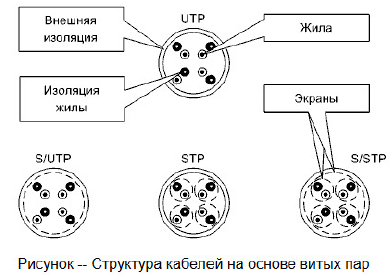 UTP
Внешняя
изоляция
Жила
Изоляция
жилы
Экраны
S/UTP
STP
S/STP
Рисунок -- Структура кабелей на основе витых пар